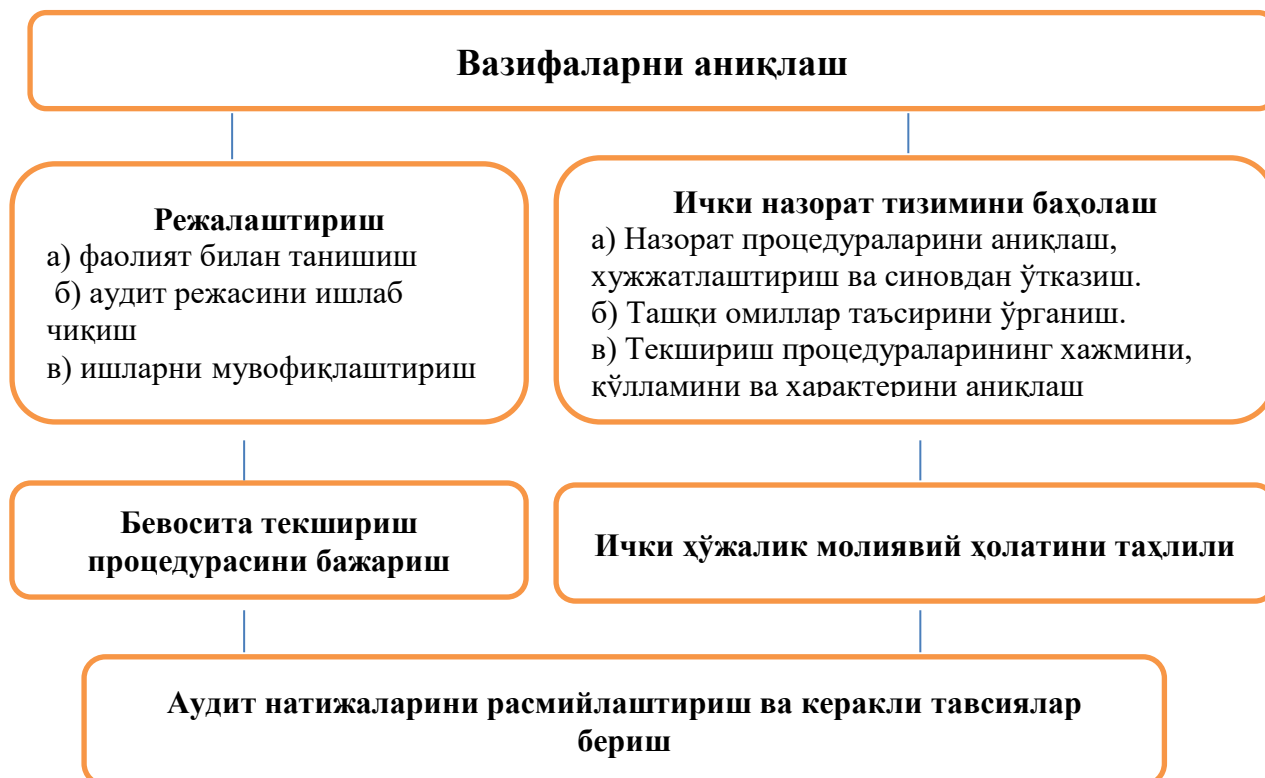 Вазифаларни аниқлаш
Режалаштириш
а) фаолият билан танишиш
б) аудит режасини ишлаб
чиқиш
в) ишларни мувофиқлаштириш
Ички назорат тизимини баҳолаш
а) Назорат процедураларини аниқлаш,
хужжатлаштириш ва синовдан ўтказиш.
б) Ташқи омиллар таъсирини ўрганиш.
в) Текшириш процедураларининг хажмини,
қўлламини ва характерини аниқлаш
Бевосита текшириш
процедурасини бажариш
Ички ҳўжалик молиявий ҳолатини таҳлили
Аудит натижаларини расмийлаштириш ва керакли тавсиялар
бериш